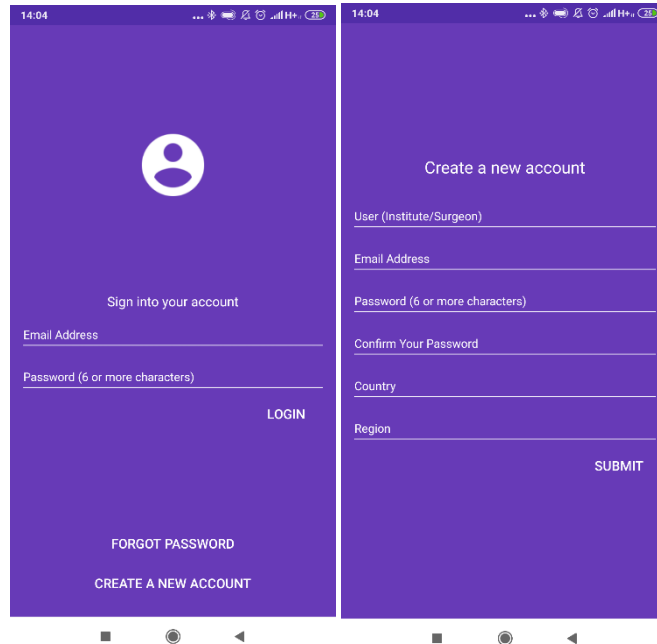 14:04
... H+ 25
Sign into your account
Email Address
Password (6 or more characters)
LOGIN
FORGOT PASSWORD
CREATE A NEW ACCOUNT
14:04
... H+
Create a new account
User (Institute/Surgeon)
Email Address
Password (6 or more characters)
Confirm Your Password
Country
Region
SUBMIT